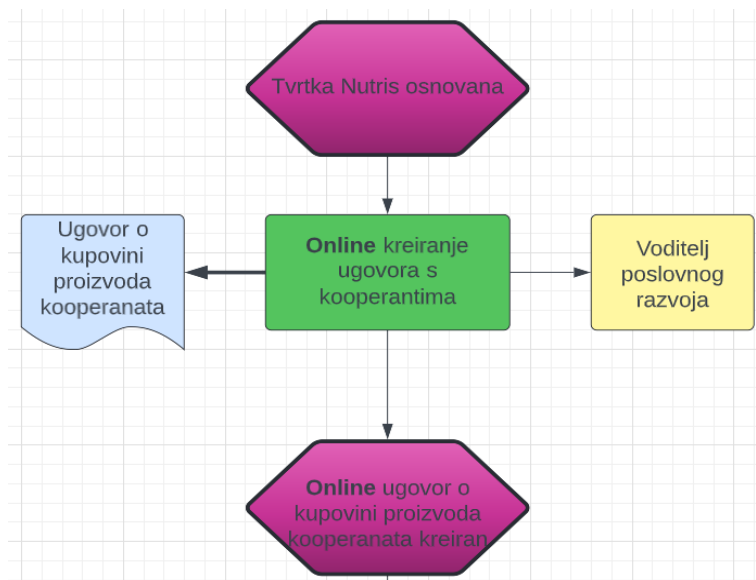 Tvrtka Nutris osnovana
Ugovor o
kupovini
proizvoda
kooperanata
Online kreiranje
ugovora s
kooperantima
Voditelj
poslovnog
razvoja
Online ugovor o
kupovini proizvoda
kooperanata kreiran